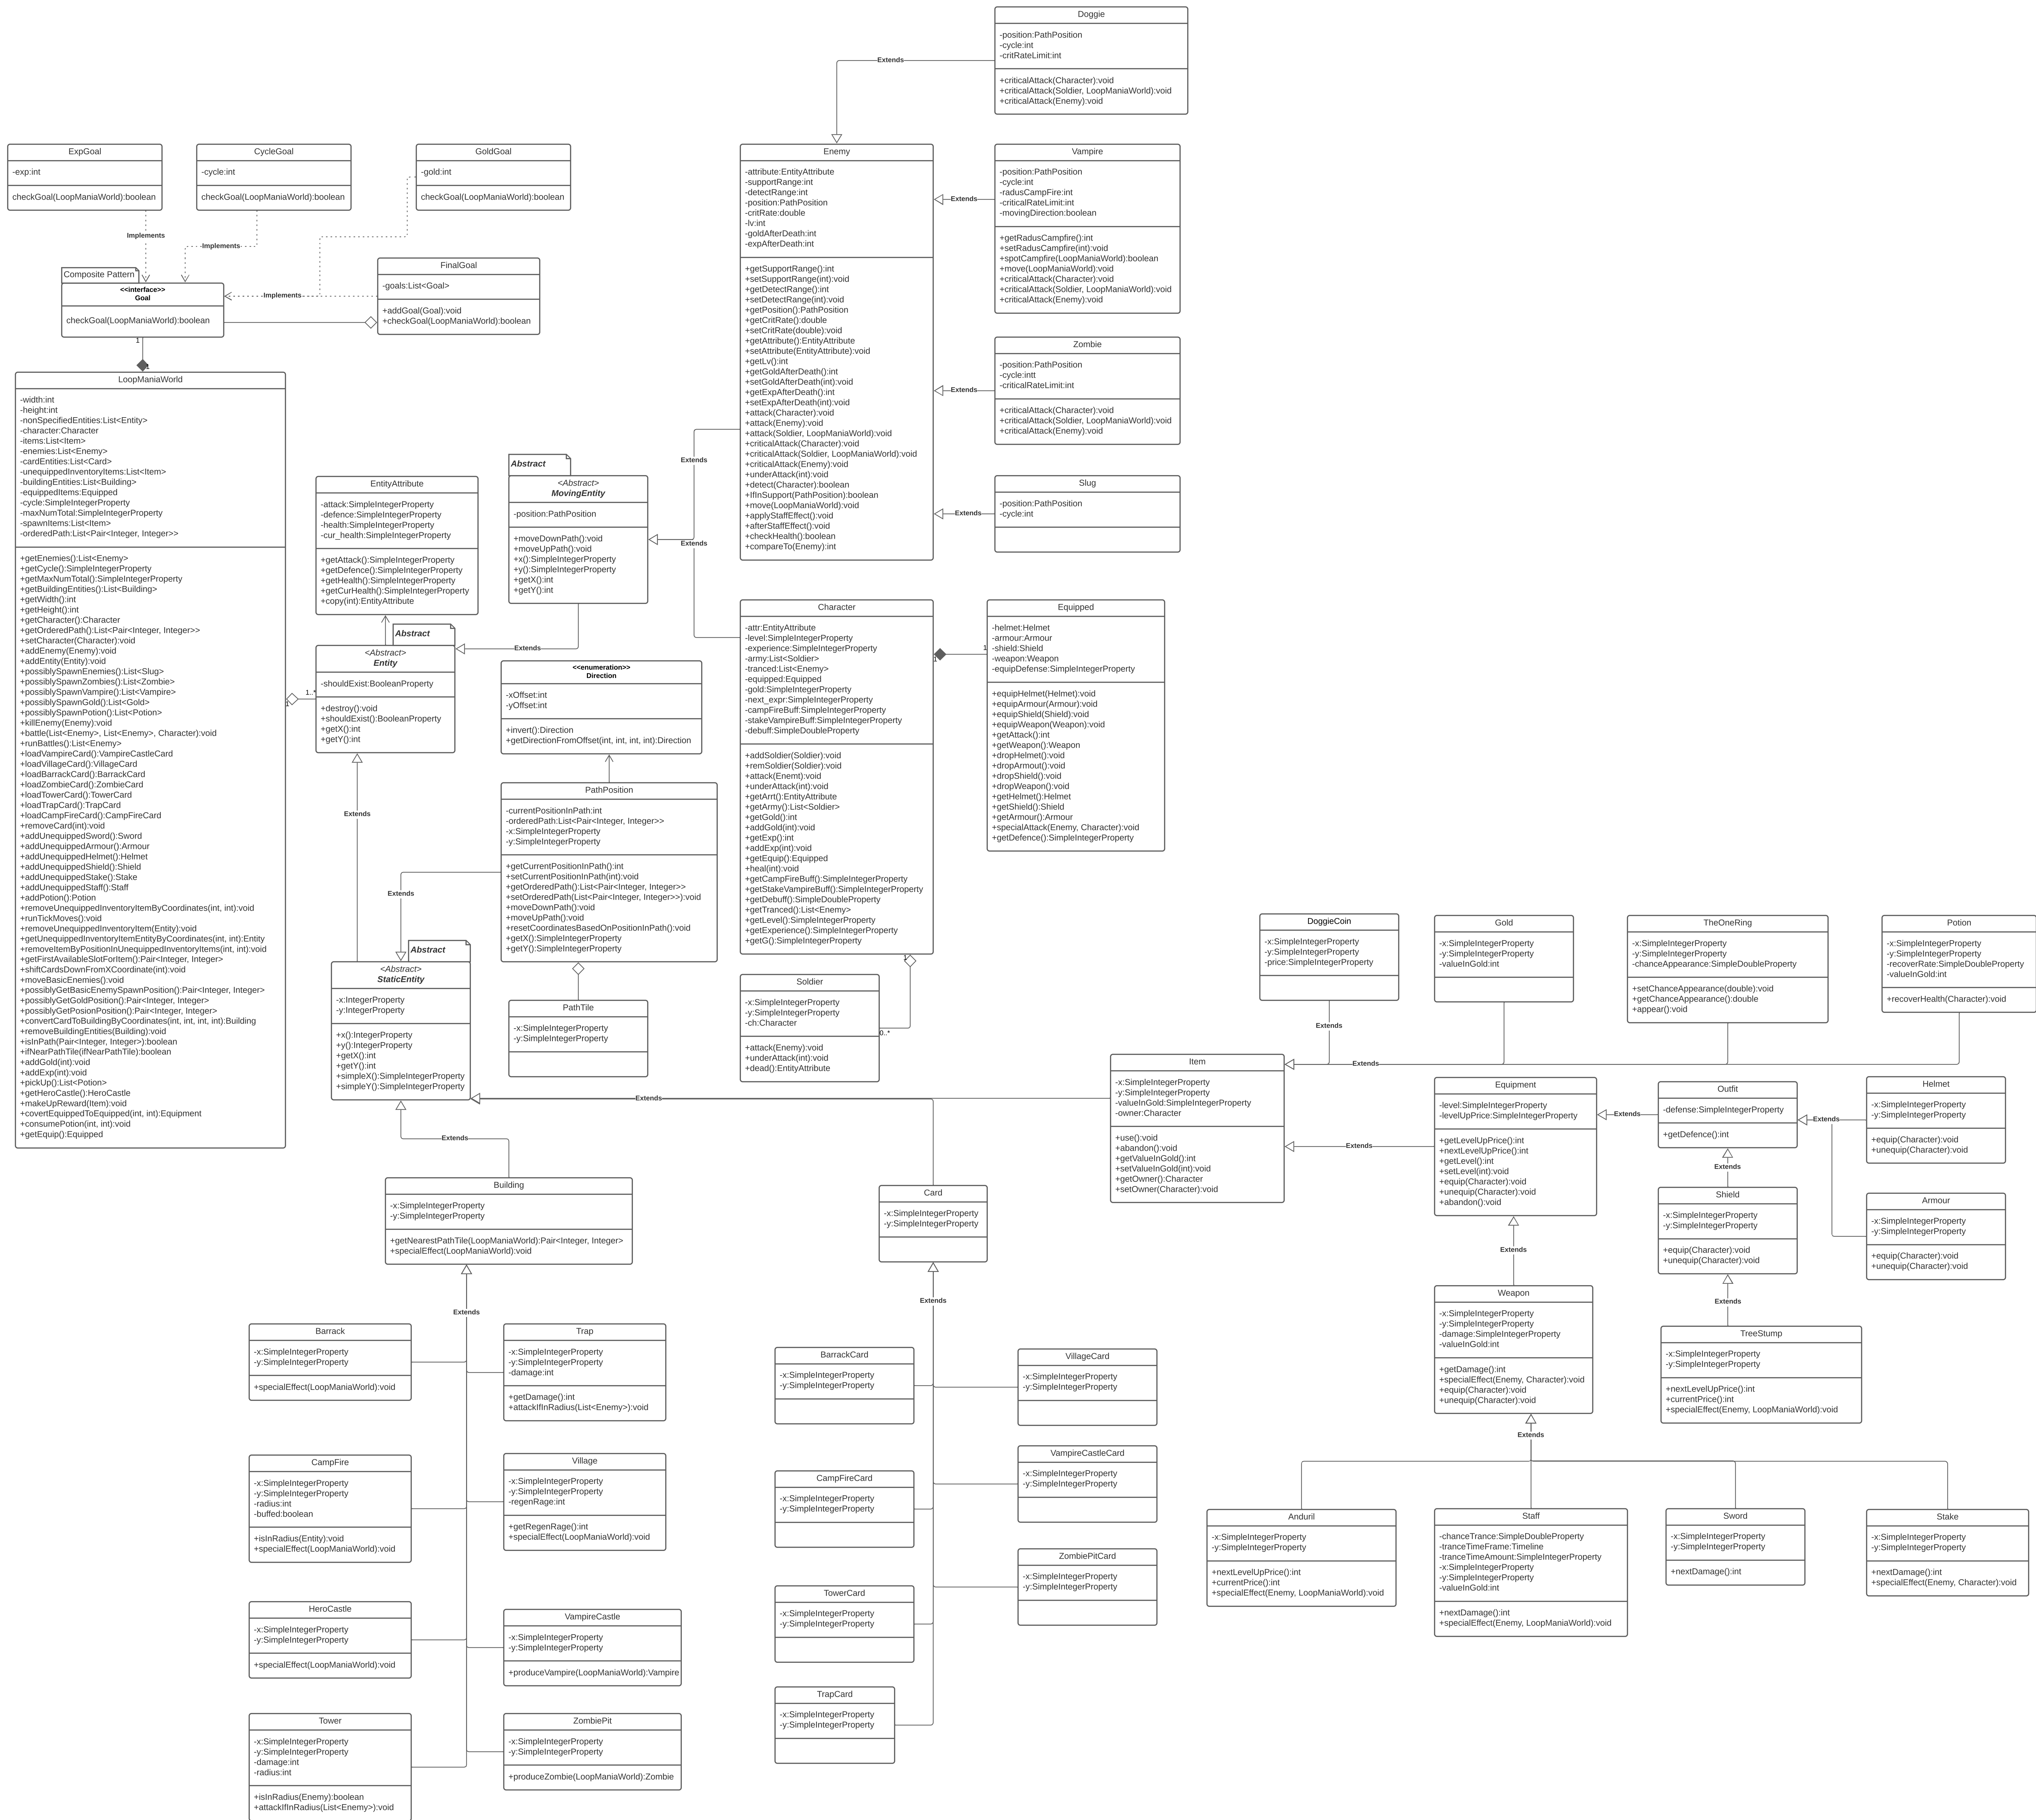 Doggie
-position:PathPosition
-cycle:int
-critRateLimit:int
+criticalAttack(Character):void
+criticalAttack(Soldier, LoopManiaWorld):void
+criticalAttack(Enemy):void
Extends
ExpGoal
-exp:int
checkGoal(LoopManiaWorld):boolean
CycleGoal
-cycle:int
checkGoal(LoopManiaWorld):boolean
GoldGoal
-gold:int
checkGoal(LoopManiaWorld):boolean
Implements
Implements
Implements
Composite Pattern
<<interface>>
Goal
checkGoal(LoopManiaWorld):boolean
FinalGoal
-goals:List<Goal>
+addGoal(Goal):void
+checkGoal(LoopManiaWorld):boolean
1
1
Enemy
-attribute:EntityAttribute
-supportRange:int
-detectRange:int
-position:PathPosition
-critRate:double
-lv:int
-goldAfterDeath:int
-expAfterDeath:int
+getSupportRange():int
+setSupportRange(int):void
+getDetectRange():int
+setDetectRange(int):void
+getPosition():PathPosition
+getCritRate():double
+setCritRate(double):void
+getAttribute():EntityAttribute
+setAttribute(EntityAttribute):void
+getLv():int
+getGoldAfterDeath():int
+setGoldAfterDeath(int):void
+getExpAfterDeath():int
+setExpAfterDeath(int):void
+attack(Character):void
+attack(Enemy):void
+attack(Soldier, LoopManiaWorld):void
+criticalAttack(Character):void
+criticalAttack(Soldier, LoopManiaWorld):void
+criticalAttack(Enemy):void
+underAttack(int):void
+detect(Character):boolean
+IfInSupport(PathPosition):boolean
+move(LoopManiaWorld):void
+applyStaffEffect():void
+afterStaffEffect():void
+checkHealth():boolean
+compareTo(Enemy):int
Extends
Vampire
-position:PathPosition
-cycle:int
-radusCampFire:int
-criticalRateLimit:int
-movingDirection:boolean
+getRadusCampfire():int
+setRadusCampfire(int):void
+spotCampfire(LoopManiaWorld):boolean
+move(LoopManiaWorld):void
+criticalAttack(Character):void
+criticalAttack(Soldier, LoopManiaWorld):void
+criticalAttack(Enemy):void
Extends
Zombie
-position:PathPosition
-cycle:intt
-criticalRateLimit:int
+criticalAttack(Character):void
+criticalAttack(Soldier, LoopManiaWorld):void
+criticalAttack(Enemy):void
Extends
Slug
-position:PathPosition
-cycle:int
LoopManiaWorld
-width:int
-height:int
-nonSpecifiedEntities:List<Entity>
-character:Character
-items:List<Item>
-enemies:List<Enemy>
-cardEntities:List<Card>
-unequippedInventoryItems:List<Item>
-buildingEntities:List<Building>
-equippedItems:Equipped
-cycle:SimpleIntegerProperty
-maxNumTotal:SimpleIntegerProperty
-spawnItems:List<Item>
-orderedPath:List<Pair<Integer, Integer>>
+getEnemies():List<Enemy>
+getCycle():SimpleIntegerProperty
+getMaxNumTotal():SimpleIntegerProperty
+getBuildingEntities():List<Building>
+getWidth():int
+getHeight():int
+getCharacter():Character
+getOrderedPath():List<Pair<Integer, Integer>>
+setCharacter(Character):void
+addEnemy(Enemy):void
+addEntity(Entity):void
+possiblySpawnEnemies():List<Slug>
+possiblySpawnZombies():List<Zombie>
+possiblySpawnVampire():List<Vampire>
+possiblySpawnGold():List<Gold>
+possiblySpawnPotion():List<Potion>
+killEnemy(Enemy):void
+battle(List<Enemy>, List<Enemy>, Character):void
+runBattles():List<Enemy>
+loadVampireCard():VampireCastleCard
+loadVillageCard():VillageCard
+loadBarrackCard():BarrackCard
+loadZombieCard():ZombieCard
+loadTowerCard():TowerCard
+loadTrapCard():TrapCard
+loadCampFireCard():CampFireCard
+removeCard(int):void
+addUnequippedSword():Sword
+addUnequippedArmour():Armour
+addUnequippedHelmet():Helmet
+addUnequippedShield():Shield
+addUnequippedStake():Stake
+addUnequippedStaff():Staff
+addPotion():Potion
+removeUnequippedInventoryItemByCoordinates(int, int):void
+runTickMoves():void
+removeUnequippedInventoryItem(Entity):void
+getUnequippedInventoryItemEntityByCoordinates(int, int):Entity
+removeItemByPositionInUnequippedInventoryItems(int, int):void
+getFirstAvailableSlotForItem():Pair<Integer, Integer>
+shiftCardsDownFromXCoordinate(int):void
+moveBasicEnemies():void
+possiblyGetBasicEnemySpawnPosition():Pair<Integer, Integer>
+possiblyGetGoldPosition():Pair<Integer, Integer>
+possiblyGetPosionPosition():Pair<Integer, Integer>
+convertCardToBuildingByCoordinates(int, int, int, int):Building
+removeBuildingEntities(Building):void
+isInPath(Pair<Integer, Integer>):boolean
+ifNearPathTile(ifNearPathTile):boolean
+addGold(int):void
+addExp(int):void
+pickUp():List<Potion>
+getHeroCastle():HeroCastle
+makeUpReward(Item):void
+covertEquippedToEquipped(int, int):Equipment
+consumePotion(int, int):void
+getEquip():Equipped
EntityAttribute
-attack:SimpleIntegerProperty
-defence:SimpleIntegerProperty
-health:SimpleIntegerProperty
-cur_health:SimpleIntegerProperty
+getAttack():SimpleIntegerProperty
+getDefence():SimpleIntegerProperty
+getHealth():SimpleIntegerProperty
+getCurHealth():SimpleIntegerProperty
+copy(int):EntityAttribute
Abstract
<Abstract>
MovingEntity
-position:PathPosition
+moveDownPath():void
+moveUpPath():void
+x():SimpleIntegerProperty
+y():SimpleIntegerProperty
+getX():int
+getY():int
Extends
Extends
Extends
Abstract
<Abstract>
Entity
-shouldExist:BooleanProperty
+destroy():void
+shouldExist():BooleanProperty
+getX():int
+getY():int
1..*
1
<<enumeration>>
Direction
-xOffset:int
-yOffset:int
+invert():Direction
+getDirectionFromOffset(int, int, int, int):Direction
Character
-attr:EntityAttribute
-level:SimpleIntegerProperty
-experience:SimpleIntegerProperty
-army:List<Soldier>
-tranced:List<Enemy>
-equipped:Equipped
-gold:SimpleIntegerProperty
-next_expr:SimpleIntegerProperty
-campFireBuff:SimpleIntegerProperty
-stakeVampireBuff:SimpleIntegerProperty
-debuff:SimpleDoubleProperty
+addSoldier(Soldier):void
+remSoldier(Soldier):void
+attack(Enemt):void
+underAttack(int):void
+getArrt():EntityAttribute
+getArmy():List<Soldier>
+getGold():int
+addGold(int):void
+getExp():int
+addExp(int):void
+getEquip():Equipped
+heal(int):void
+getCampFireBuff():SimpleIntegerProperty
+getStakeVampireBuff():SimpleIntegerProperty
+getDebuff():SimpleDoubleProperty
+getTranced():List<Enemy>
+getLevel():SimpleIntegerProperty
+getExperience():SimpleIntegerProperty
+getG():SimpleIntegerProperty
1
1
Equipped
-helmet:Helmet
-armour:Armour
-shield:Shield
-weapon:Weapon
-equipDefense:SimpleIntegerProperty
+equipHelmet(Helmet):void
+equipArmour(Armour):void
+equipShield(Shield):void
+equipWeapon(Weapon):void
+getAttack():int
+getWeapon():Weapon
+dropHelmet():void
+dropArmout():void
+dropShield():void
+dropWeapon():void
+getHelmet():Helmet
+getShield():Shield
+getArmour():Armour
+specialAttack(Enemy, Character):void
+getDefence():SimpleIntegerProperty
PathPosition
-currentPositionInPath:int
-orderedPath:List<Pair<Integer, Integer>>
-x:SimpleIntegerProperty
-y:SimpleIntegerProperty
+getCurrentPositionInPath():int
+setCurrentPositionInPath(int):void
+getOrderedPath():List<Pair<Integer, Integer>>
+setOrderedPath(List<Pair<Integer, Integer>>):void
+moveDownPath():void
+moveUpPath():void
+resetCoordinatesBasedOnPositionInPath():void
+getX():SimpleIntegerProperty
+getY():SimpleIntegerProperty
Extends
Extends
Abstract
<Abstract>
StaticEntity
-x:IntegerProperty
-y:IntegerProperty
+x():IntegerProperty
+y():IntegerProperty
+getX():int
+getY():int
+simpleX():SimpleIntegerProperty
+simpleY():SimpleIntegerProperty
PathTile
-x:SimpleIntegerProperty
-y:SimpleIntegerProperty
1
0..*
Soldier
-x:SimpleIntegerProperty
-y:SimpleIntegerProperty
-ch:Character
+attack(Enemy):void
+underAttack(int):void
+dead():EntityAttribute
DoggieCoin
-x:SimpleIntegerProperty
-y:SimpleIntegerProperty
-price:SimpleIntegerProperty
Gold
-x:SimpleIntegerProperty
-y:SimpleIntegerProperty
-valueInGold:int
TheOneRing
-x:SimpleIntegerProperty
-y:SimpleIntegerProperty
-chanceAppearance:SimpleDoubleProperty
+setChanceAppearance(double):void
+getChanceAppearance():double
+appear():void
Potion
-x:SimpleIntegerProperty
-y:SimpleIntegerProperty
-recoverRate:SimpleDoubleProperty
-valueInGold:int
+recoverHealth(Character):void
Extends
Extends
Item
-x:SimpleIntegerProperty
-y:SimpleIntegerProperty
-valueInGold:SimpleIntegerProperty
-owner:Character
+use():void
+abandon():void
+getValueInGold():int
+setValueInGold(int):void
+getOwner():Character
+setOwner(Character):void
Extends
Extends
Extends
Equipment
-level:SimpleIntegerProperty
-levelUpPrice:SimpleIntegerProperty
+getLevelUpPrice():int
+nextLevelUpPrice():int
+getLevel():int
+setLevel(int):void
+equip(Character):void
+unequip(Character):void
+abandon():void
Extends
Outfit
-defense:SimpleIntegerProperty
+getDefence():int
Extends
Helmet
-x:SimpleIntegerProperty
-y:SimpleIntegerProperty
+equip(Character):void
+unequip(Character):void
Extends
Shield
-x:SimpleIntegerProperty
-y:SimpleIntegerProperty
+equip(Character):void
+unequip(Character):void
Armour
-x:SimpleIntegerProperty
-y:SimpleIntegerProperty
+equip(Character):void
+unequip(Character):void
Building
-x:SimpleIntegerProperty
-y:SimpleIntegerProperty
+getNearestPathTile(LoopManiaWorld):Pair<Integer, Integer>
+specialEffect(LoopManiaWorld):void
Card
-x:SimpleIntegerProperty
-y:SimpleIntegerProperty
Extends
Weapon
-x:SimpleIntegerProperty
-y:SimpleIntegerProperty
-damage:SimpleIntegerProperty
-valueInGold:int
+getDamage():int
+specialEffect(Enemy, Character):void
+equip(Character):void
+unequip(Character):void
Extends
TreeStump
-x:SimpleIntegerProperty
-y:SimpleIntegerProperty
+nextLevelUpPrice():int
+currentPrice():int
+specialEffect(Enemy, LoopManiaWorld):void
Extends
Extends
Extends
Barrack
-x:SimpleIntegerProperty
-y:SimpleIntegerProperty
+specialEffect(LoopManiaWorld):void
Trap
-x:SimpleIntegerProperty
-y:SimpleIntegerProperty
-damage:int
+getDamage():int
+attackIfInRadius(List<Enemy>):void
BarrackCard
-x:SimpleIntegerProperty
-y:SimpleIntegerProperty
VillageCard
-x:SimpleIntegerProperty
-y:SimpleIntegerProperty
CampFire
-x:SimpleIntegerProperty
-y:SimpleIntegerProperty
-radius:int
-buffed:boolean
+isInRadius(Entity):void
+specialEffect(LoopManiaWorld):void
Village
-x:SimpleIntegerProperty
-y:SimpleIntegerProperty
-regenRage:int
+getRegenRage():int
+specialEffect(LoopManiaWorld):void
CampFireCard
-x:SimpleIntegerProperty
-y:SimpleIntegerProperty
VampireCastleCard
-x:SimpleIntegerProperty
-y:SimpleIntegerProperty
Anduril
-x:SimpleIntegerProperty
-y:SimpleIntegerProperty
+nextLevelUpPrice():int
+currentPrice():int
+specialEffect(Enemy, LoopManiaWorld):void
Staff
-chanceTrance:SimpleDoubleProperty
-tranceTimeFrame:Timeline
-tranceTimeAmount:SimpleIntegerProperty
-x:SimpleIntegerProperty
-y:SimpleIntegerProperty
-valueInGold:int
+nextDamage():int
+specialEffect(Enemy, LoopManiaWorld):void
Sword
-x:SimpleIntegerProperty
-y:SimpleIntegerProperty
+nextDamage():int
Stake
-x:SimpleIntegerProperty
-y:SimpleIntegerProperty
+nextDamage():int
+specialEffect(Enemy, Character):void
HeroCastle
-x:SimpleIntegerProperty
-y:SimpleIntegerProperty
+specialEffect(LoopManiaWorld):void
VampireCastle
-x:SimpleIntegerProperty
-y:SimpleIntegerProperty
+produceVampire(LoopManiaWorld):Vampire
TowerCard
-x:SimpleIntegerProperty
-y:SimpleIntegerProperty
ZombiePitCard
-x:SimpleIntegerProperty
-y:SimpleIntegerProperty
Tower
-x:SimpleIntegerProperty
-y:SimpleIntegerProperty
-damage:int
-radius:int
+isInRadius(Enemy):boolean
+attackIfInRadius(List<Enemy>):void
ZombiePit
-x:SimpleIntegerProperty
-y:SimpleIntegerProperty
+produceZombie(LoopManiaWorld):Zombie
TrapCard
-x:SimpleIntegerProperty
-y:SimpleIntegerProperty